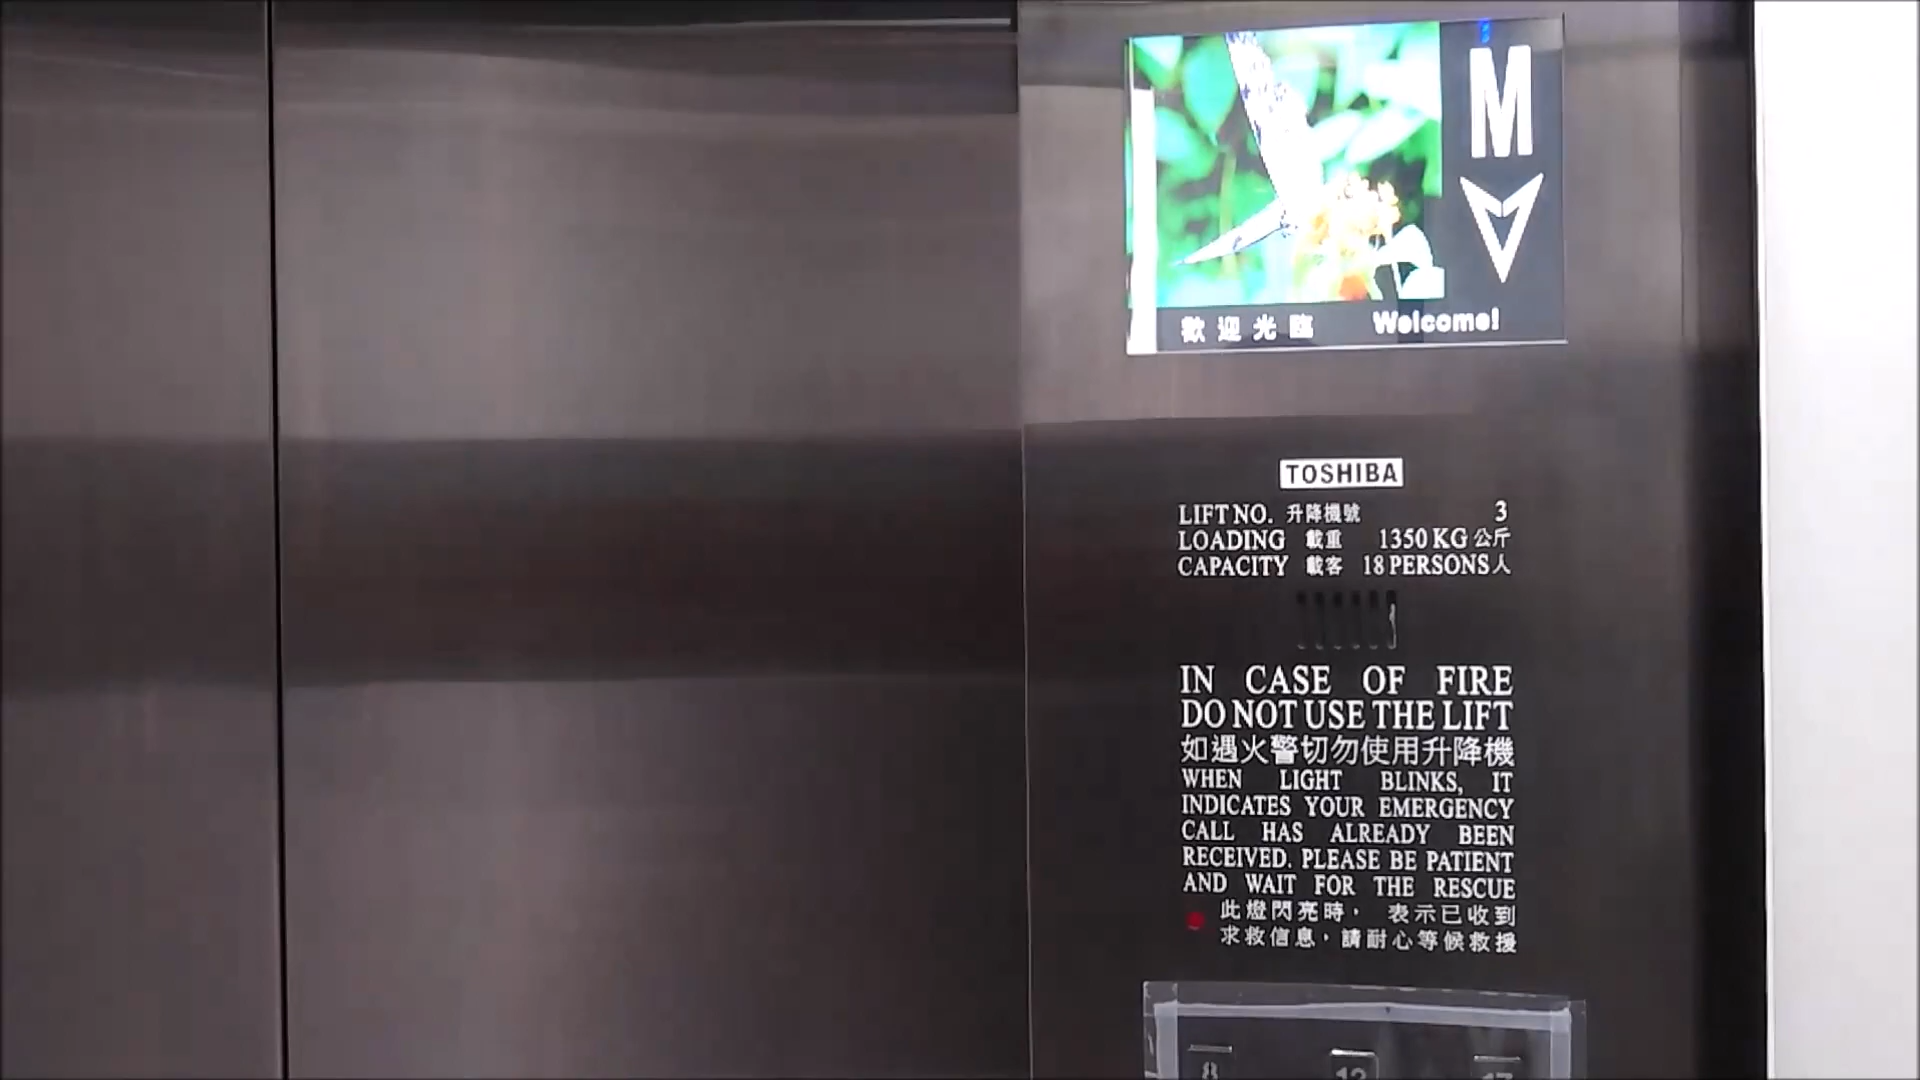 M
歡迎光臨 Welcome!
TOSHIBA
LIFT NO. 升降機號 3
LOADING 載重 1350 KG 公斤
CAPACITY 載客 18 PERSONS 人
IN CASE OF FIRE
DO NOT USE THE LIFT
如遇火警切勿使用升降機
WHEN LIGHT BLINKS, IT
INDICATES YOUR EMERGENCY
CALL HAS ALREADY BEEN
RECEIVED. PLEASE BE PATIENT
AND WAIT FOR THE RESCUE
此燈閃亮時, 表示已收到
求救信息,請耐心等候救援
8 12 17